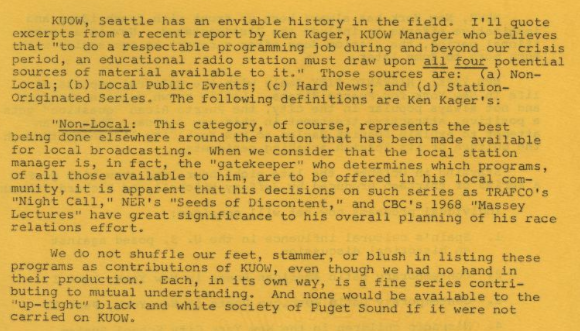 KUOW, Seattle has an enviable history in the field. I'll quote
excerpts from a recent report by Ken Kager, KUOW Manager who believes
that "to do a respectable programming job during and beyond our crisis
period, an educational radio station must draw upon all four potential
sources of material available to it." Those sources are: (a) Non-
Local; (b) Local Public Events; (c) Hard News; and (d) Station-
Originated Series. The following definitions are Ken Kager's:
"Non-Local: This category, of course, represents the best
being done elsewhere around the nation that has been made available
for local broadcasting. When we consider that the local station
manager is, in fact, the "gatekeeper" who determines which programs,
of all those available to him, are to be offered in his local com-
munity, it is apparent that his decisions on such series as TRAFCO's
"Night Call," NER's "Seeds of Discontent," and CBC's 1968 "Massey
Lectures" have great significance to his overall planning of his race
relations effort.
We do not shuffle our feet, stammer, or blush in listing these
programs as contributions of KUOW, even though we had no hand in
their production. Each, in its own way, is a fine series contri-
buting to mutual understanding. And none would be available to the
"up-tight" black and white society of Puget Sound if it were not
carried on KUOW.